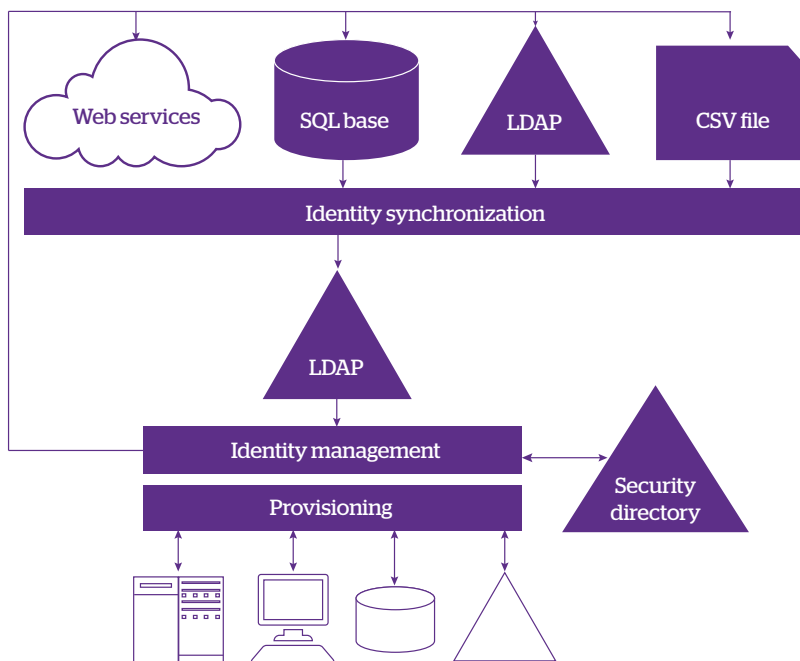 Web services
SQL base
LDAP
CSV file
Identity synchronization
LDAP
Identity management
Provisioning
Security
directory